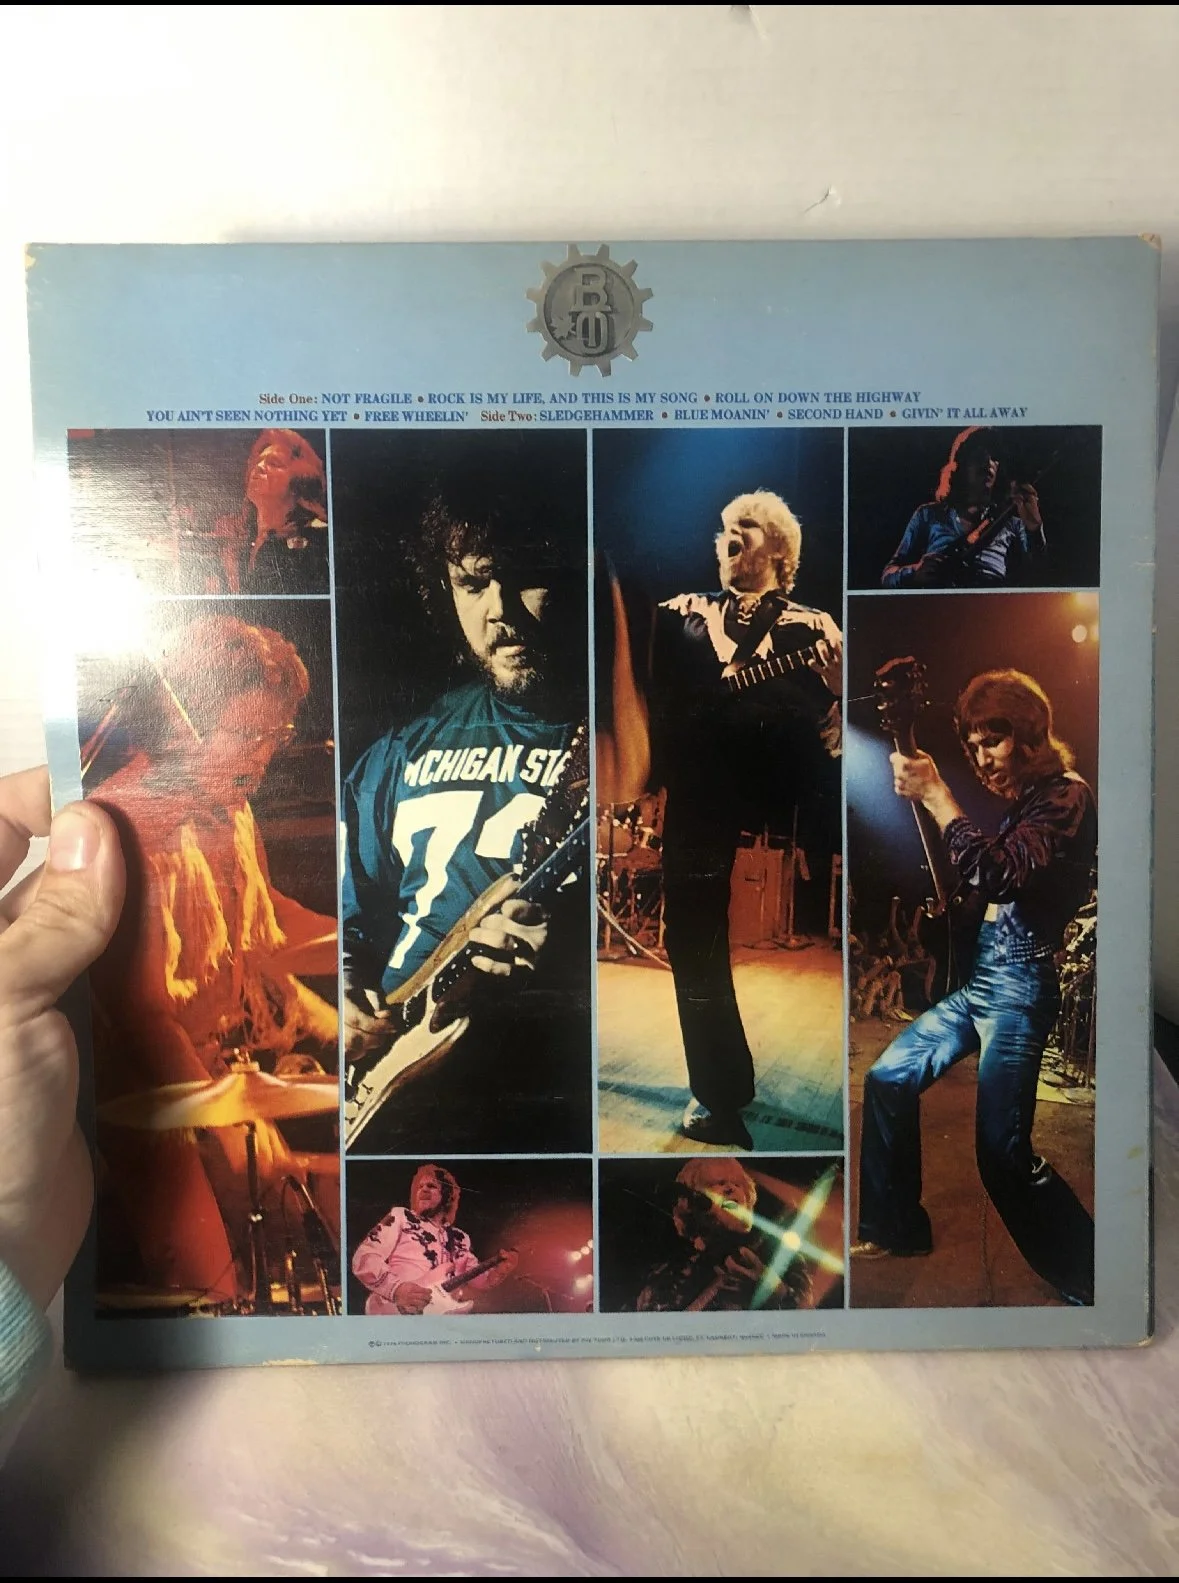 BTO
Side One: NOT FRAGILE • ROCK IS MY LIFE, AND THIS IS MY SONG • ROLL ON DOWN THE HIGHWAY
YOU AIN'T SEEN NOTHING YET • FREE WHEELIN' Side Two: SLEDGEHAMMER • BLUE MOANIN' • SECOND HAND • GIVIN' IT ALL AWAY
MICHIGAN STA